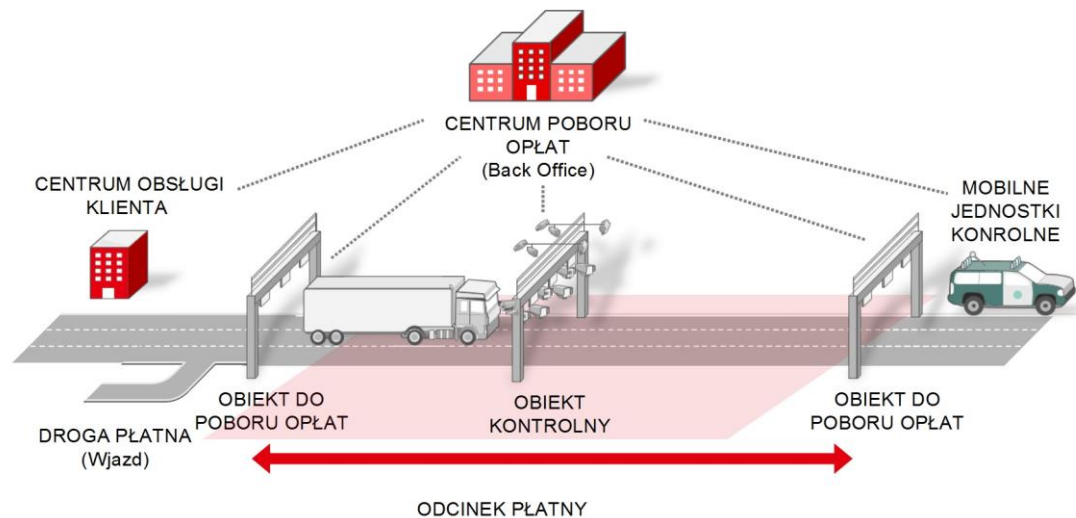 CENTRUM POBORU
OPŁAT
(Back Office)
CENTRUM OBSŁUGI
KLIENTA
MOBILNE
JEDNOSTKI
KONROLNE
OBIEKT DO
POBORU OPŁAT
OBIEKT
KONTROLNY
OBIEKT DO
POBORU OPŁAT
DROGA PŁATNA
(Wjazd)
ODCINEK PŁATNY